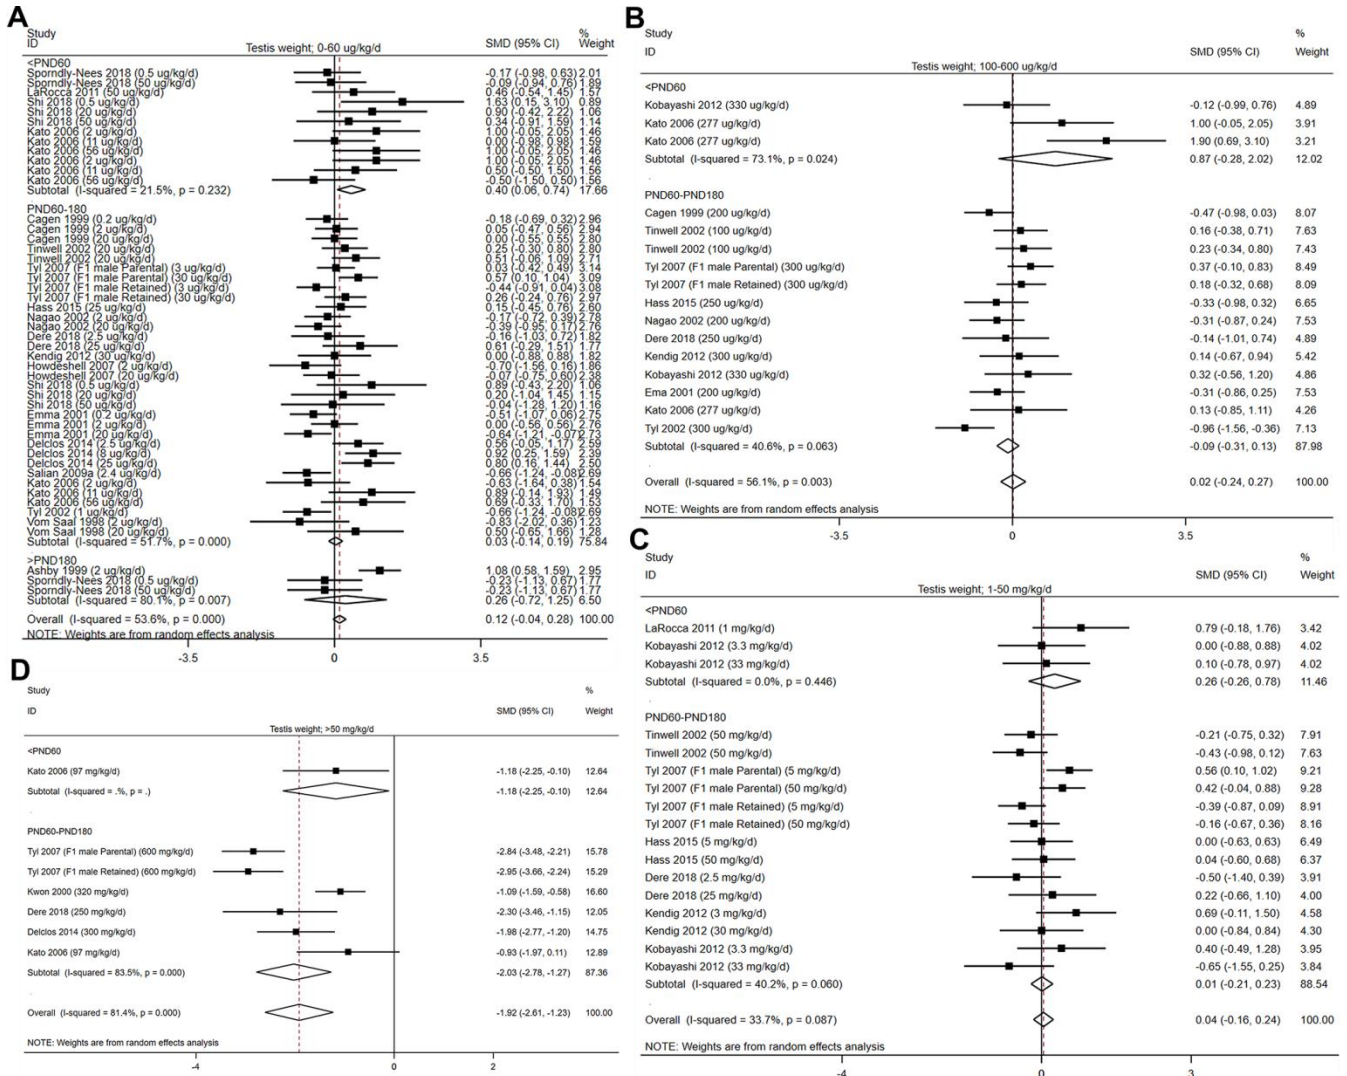 A
Study ID SMD (95% CI) % Weight
Testis weight; 0-60 ug/kg/d
<PND60
Sporndly-Nees 2018 (0.5 ug/kg/d) -0.17 (-0.98, 0.63) 2.01
Sporndly-Nees 2018 (50 ug/kg/d) -0.09 (-0.94, 0.76) 1.89
LaRocca 2011 (50 ug/kg/d) 0.46 (-0.54, 1.45) 1.57
Shi 2018 (0.5 ug/kg/d) 1.63 (0.15, 3.10) 0.89
Shi 2018 (20 ug/kg/d) 0.90 (-0.42, 2.22) 1.06
Shi 2018 (50 ug/kg/d) 0.34 (-0.91, 1.59) 1.14
Kato 2006 (2 ug/kg/d) 1.00 (-0.05, 2.05) 1.46
Kato 2006 (11 ug/kg/d) 0.00 (-0.98, 0.98) 1.59
Kato 2006 (56 ug/kg/d) 1.00 (-0.05, 2.05) 1.46
Kato 2006 (2 ug/kg/d) 1.00 (-0.05, 2.05) 1.46
Kato 2006 (11 ug/kg/d) 0.50 (-0.50, 1.50) 1.56
Kato 2006 (56 ug/kg/d) -0.50 (-1.50, 0.50) 1.56
Subtotal (I-squared = 21.5%, p = 0.232) 0.40 (0.06, 0.74) 17.66
PND60-180
Cagen 1999 (0.2 ug/kg/d) -0.18 (-0.69, 0.32) 2.96
Cagen 1999 (2 ug/kg/d) 0.05 (-0.47, 0.56) 2.94
Cagen 1999 (20 ug/kg/d) 0.00 (-0.55, 0.55) 2.80
Tinwell 2002 (20 ug/kg/d) 0.25 (-0.30, 0.80) 2.80
Tinwell 2002 (20 ug/kg/d) 0.51 (-0.06, 1.09) 2.71
Tyl 2007 (F1 male Parental) (3 ug/kg/d) 0.03 (-0.42, 0.49) 3.14
Tyl 2007 (F1 male Parental) (30 ug/kg/d) 0.57 (0.10, 1.04) 3.09
Tyl 2007 (F1 male Retained) (3 ug/kg/d) -0.44 (-0.91, 0.04) 3.08
Tyl 2007 (F1 male Retained) (30 ug/kg/d) 0.26 (-0.24, 0.76) 2.97
Hass 2015 (25 ug/kg/d) 0.15 (-0.45, 0.76) 2.60
Nagao 2002 (2 ug/kg/d) -0.17 (-0.72, 0.39) 2.78
Nagao 2002 (20 ug/kg/d) -0.39 (-0.95, 0.17) 2.76
Dere 2018 (2.5 ug/kg/d) -0.16 (-1.03, 0.72) 1.82
Dere 2018 (25 ug/kg/d) 0.61 (-0.29, 1.51) 1.77
Kendig 2012 (30 ug/kg/d) 0.00 (-0.88, 0.88) 1.82
Howdeshell 2007 (2 ug/kg/d) -0.70 (-1.56, 0.16) 1.86
Howdeshell 2007 (20 ug/kg/d) -0.07 (-0.75, 0.60) 2.38
Shi 2018 (0.5 ug/kg/d) 0.89 (-0.43, 2.20) 1.06
Shi 2018 (20 ug/kg/d) 0.20 (-1.04, 1.45) 1.15
Shi 2018 (50 ug/kg/d) -0.04 (-1.28, 1.20) 1.16
Emma 2001 (0.2 ug/kg/d) -0.51 (-1.07, 0.06) 2.75
Emma 2001 (2 ug/kg/d) 0.00 (-0.56, 0.56) 2.76
Emma 2001 (20 ug/kg/d) -0.64 (-1.21, -0.07) 2.73
Delclos 2014 (2.5 ug/kg/d) 0.56 (-0.05, 1.17) 2.59
Delclos 2014 (8 ug/kg/d) 0.92 (0.25, 1.59) 2.39
Delclos 2014 (25 ug/kg/d) 0.80 (0.16, 1.44) 2.50
Salian 2009a (2.4 ug/kg/d) -0.66 (-1.24, -0.08) 2.69
Kato 2006 (2 ug/kg/d) -0.63 (-1.64, 0.38) 1.54
Kato 2006 (11 ug/kg/d) 0.89 (-0.14, 1.93) 1.49
Kato 2006 (56 ug/kg/d) 0.69 (-0.33, 1.70) 1.53
Tyl 2002 (1 ug/kg/d) -0.66 (-1.24, -0.08) 2.69
Vom Saal 1998 (2 ug/kg/d) -0.83 (-2.02, 0.36) 1.23
Vom Saal 1998 (20 ug/kg/d) 0.50 (-0.65, 1.66) 1.28
Subtotal (I-squared = 51.7%, p = 0.000) 0.03 (-0.14, 0.19) 75.84
>PND180
Ashby 1999 (2 ug/kg/d) 1.08 (0.58, 1.59) 2.95
Sporndly-Nees 2018 (0.5 ug/kg/d) -0.23 (-1.13, 0.67) 1.77
Sporndly-Nees 2018 (50 ug/kg/d) -0.23 (-1.13, 0.67) 1.77
Subtotal (I-squared = 80.1%, p = 0.007) 0.26 (-0.72, 1.25) 6.50
Overall (I-squared = 53.6%, p = 0.000) 0.12 (-0.04, 0.28) 100.00
NOTE: Weights are from random effects analysis
-3.5 0 3.5
B
Study %
ID SMD (95% CI) Weight
Testis weight; 100-600 ug/kg/d
<PND60
Kobayashi 2012 (330 ug/kg/d) -0.12 (-0.99, 0.76) 4.89
Kato 2006 (277 ug/kg/d) 1.00 (-0.05, 2.05) 3.91
Kato 2006 (277 ug/kg/d) 1.90 (0.69, 3.10) 3.21
Subtotal (I-squared = 73.1%, p = 0.024) 0.87 (-0.28, 2.02) 12.02
PND60-PND180
Cagen 1999 (200 ug/kg/d) -0.47 (-0.98, 0.03) 8.07
Tinwell 2002 (100 ug/kg/d) 0.16 (-0.38, 0.71) 7.63
Tinwell 2002 (100 ug/kg/d) 0.23 (-0.34, 0.80) 7.43
Tyl 2007 (F1 male Parental) (300 ug/kg/d) 0.37 (-0.10, 0.83) 8.49
Tyl 2007 (F1 male Retained) (300 ug/kg/d) 0.18 (-0.32, 0.68) 8.09
Hass 2015 (250 ug/kg/d) -0.33 (-0.98, 0.32) 6.65
Nagao 2002 (200 ug/kg/d) -0.31 (-0.87, 0.24) 7.53
Dere 2018 (250 ug/kg/d) -0.14 (-1.01, 0.74) 4.89
Kendig 2012 (300 ug/kg/d) 0.14 (-0.67, 0.94) 5.42
Kobayashi 2012 (330 ug/kg/d) 0.32 (-0.56, 1.20) 4.86
Ema 2001 (200 ug/kg/d) -0.31 (-0.86, 0.25) 7.53
Kato 2006 (277 ug/kg/d) 0.13 (-0.85, 1.11) 4.26
Tyl 2002 (300 ug/kg/d) -0.96 (-1.56, -0.36) 7.13
Subtotal (I-squared = 40.6%, p = 0.063) -0.09 (-0.31, 0.13) 87.98
Overall (I-squared = 56.1%, p = 0.003) 0.02 (-0.24, 0.27) 100.00
NOTE: Weights are from random effects analysis
-3.5 0 3.5
C
Study %
ID SMD (95% CI) Weight
Testis weight; 1-50 mg/kg/d
<PND60
LaRocca 2011 (1 mg/kg/d) 0.79 (-0.18, 1.76) 3.42
Kobayashi 2012 (3.3 mg/kg/d) 0.00 (-0.88, 0.88) 4.02
Kobayashi 2012 (33 mg/kg/d) 0.10 (-0.78, 0.97) 4.02
Subtotal (I-squared = 0.0%, p = 0.446) 0.26 (-0.26, 0.78) 11.46
PND60-PND180
Tinwell 2002 (50 mg/kg/d) -0.21 (-0.75, 0.32) 7.91
Tinwell 2002 (50 mg/kg/d) -0.43 (-0.98, 0.12) 7.63
Tyl 2007 (F1 male Parental) (5 mg/kg/d) 0.56 (0.10, 1.02) 9.21
Tyl 2007 (F1 male Parental) (50 mg/kg/d) 0.42 (-0.04, 0.88) 9.28
Tyl 2007 (F1 male Retained) (5 mg/kg/d) -0.39 (-0.87, 0.09) 8.91
Tyl 2007 (F1 male Retained) (50 mg/kg/d) -0.16 (-0.67, 0.36) 8.16
Hass 2015 (5 mg/kg/d) 0.00 (-0.63, 0.63) 6.49
Hass 2015 (50 mg/kg/d) 0.04 (-0.60, 0.68) 6.37
Dere 2018 (2.5 mg/kg/d) -0.50 (-1.40, 0.39) 3.91
Dere 2018 (25 mg/kg/d) 0.22 (-0.66, 1.10) 4.00
Kendig 2012 (3 mg/kg/d) 0.69 (-0.11, 1.50) 4.58
Kendig 2012 (30 mg/kg/d) 0.00 (-0.84, 0.84) 4.30
Kobayashi 2012 (3.3 mg/kg/d) 0.40 (-0.49, 1.28) 3.95
Kobayashi 2012 (33 mg/kg/d) -0.65 (-1.55, 0.25) 3.84
Subtotal (I-squared = 40.2%, p = 0.060) 0.01 (-0.21, 0.23) 88.54
Overall (I-squared = 33.7%, p = 0.087) 0.04 (-0.16, 0.24) 100.00
NOTE: Weights are from random effects analysis
-4 0 3
D
Study %
ID SMD (95% CI) Weight
Testis weight; >50 mg/kg/d
<PND60
Kato 2006 (97 mg/kg/d) -1.18 (-2.25, -0.10) 12.64
Subtotal (I-squared = .%, p = .) -1.18 (-2.25, -0.10) 12.64
PND60-PND180
Tyl 2007 (F1 male Parental) (600 mg/kg/d) -2.84 (-3.48, -2.21) 15.78
Tyl 2007 (F1 male Retained) (600 mg/kg/d) -2.95 (-3.66, -2.24) 15.29
Kwon 2000 (320 mg/kg/d) -1.09 (-1.59, -0.58) 16.60
Dere 2018 (250 mg/kg/d) -2.30 (-3.46, -1.15) 12.05
Delclos 2014 (300 mg/kg/d) -1.98 (-2.77, -1.20) 14.75
Kato 2006 (97 mg/kg/d) -0.93 (-1.97, 0.11) 12.89
Subtotal (I-squared = 83.5%, p = 0.000) -2.03 (-2.78, -1.27) 87.36
Overall (I-squared = 81.4%, p = 0.000) -1.92 (-2.61, -1.23) 100.00
NOTE: Weights are from random effects analysis
-4 0 2